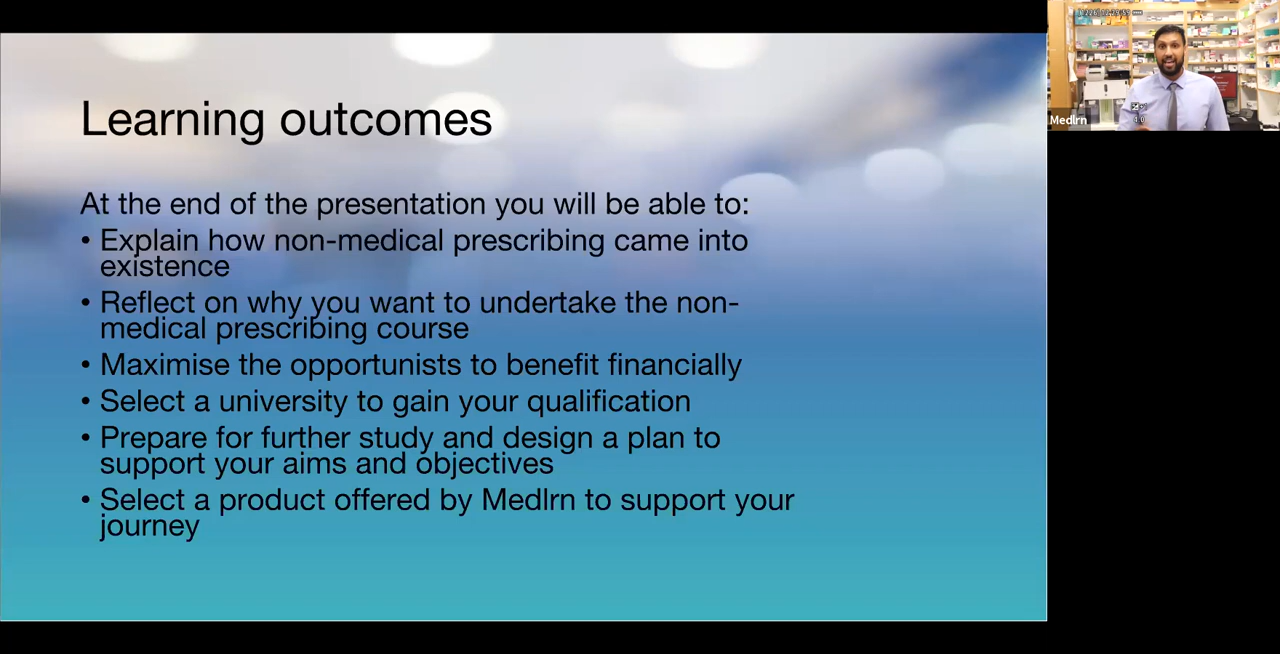 Learning outcomes
At the end of the presentation you will be able to:
• Explain how non-medical prescribing came into
existence
• Reflect on why you want to undertake the non-
medical prescribing course
• Maximise the opportunists to benefit financially
• Select a university to gain your qualification
• Prepare for further study and design a plan to
support your aims and objectives
• Select a product offered by Medlrn to support your
journey
Medlrn